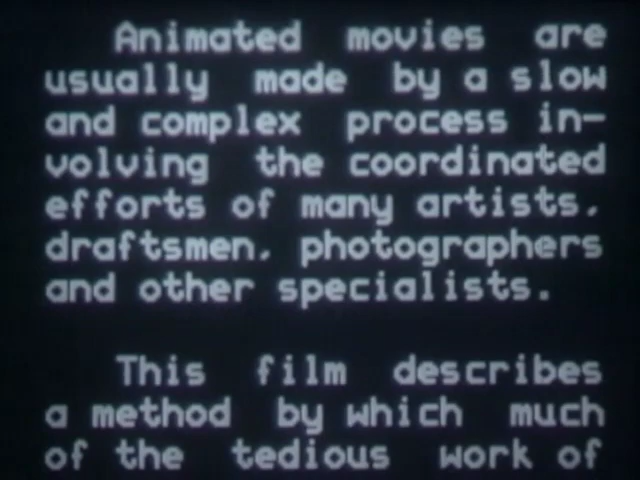 Animated movies are
usually made by a slow
and complex process in-
volving the coordinated
efforts of many artists,
draftsmen, photographers
and other specialists.
This film describes
a method by which much
of the tedious work of